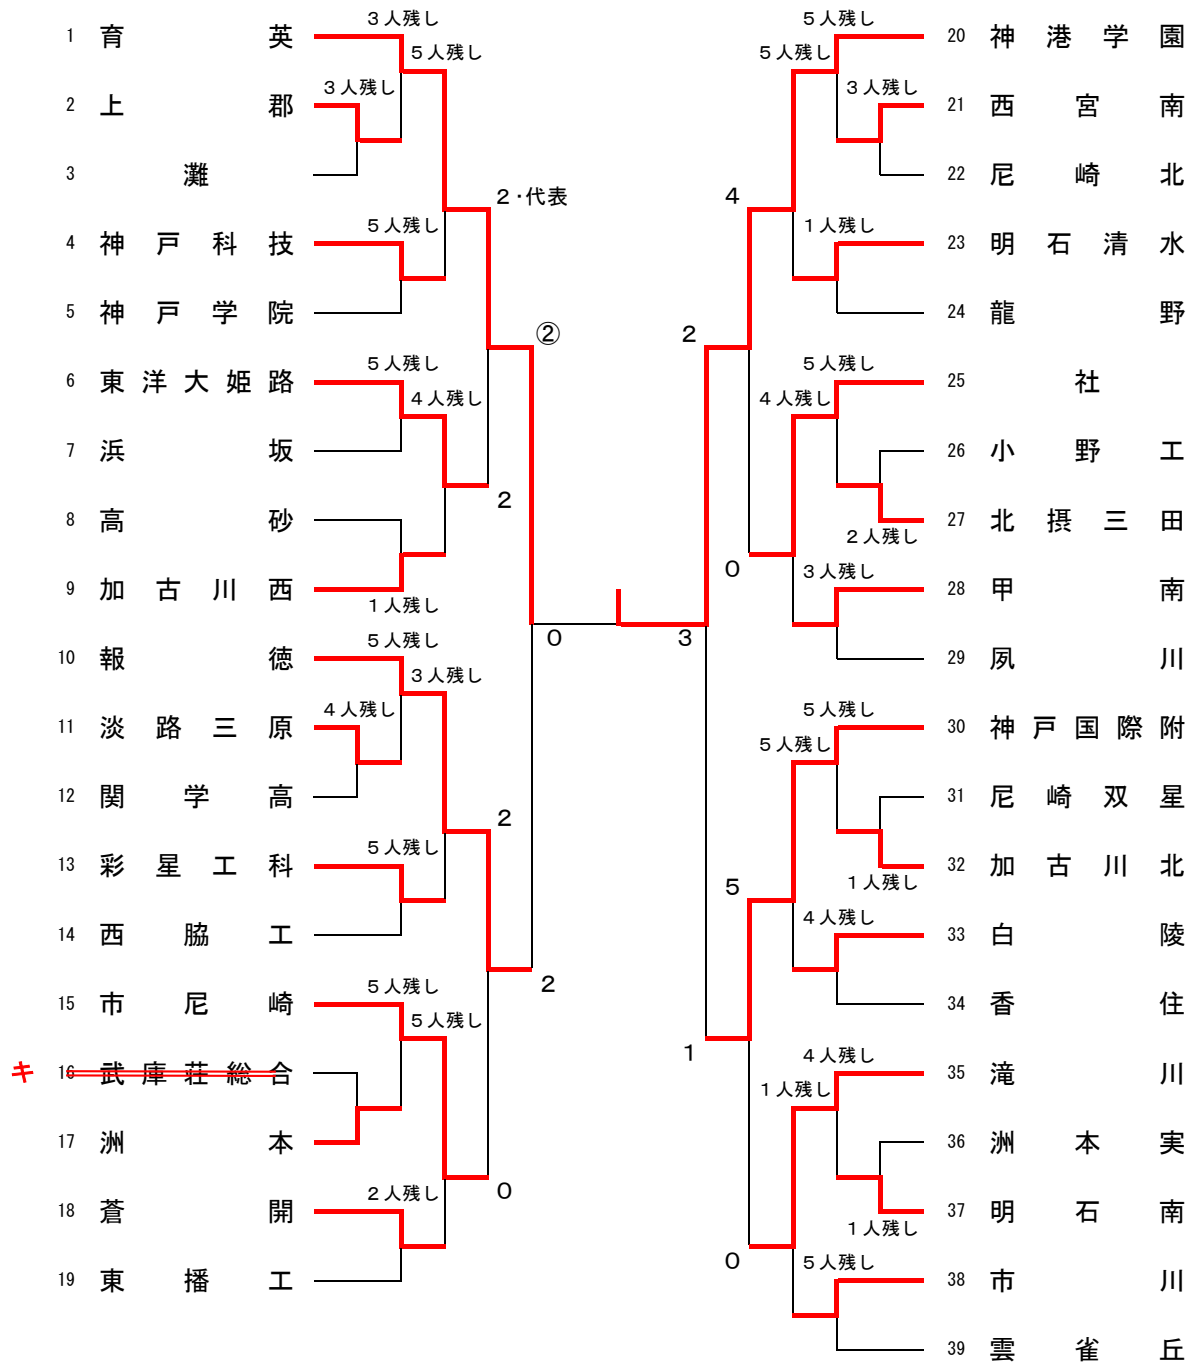 3人残し
1 育英
5人残し
3人残し
2 上郡
3 灘
2・代表
5人残し
4 神戸科技
5 神戸学院
②
5人残し
6 東洋大姫路
4人残し
7 浜坂
2
8 高砂
9 加古川西
1人残し
0
5人残し
10 報徳
3人残し
4人残し
11 淡路三原
12 関学高
2
5人残し
13 彩星工科
14 西脇工
2
5人残し
15 市尼崎
5人残し
キ 16 武庫荘総合
17 洲本
0
2人残し
18 蒼開
19 東播工
5人残し
20 神港学園
5人残し
3人残し
21 西宮南
22 尼崎北
4
1人残し
23 明石清水
24 龍野
2
5人残し
25 社
4人残し
26 小野工
27 北摂三田
2人残し
0
3人残し
28 甲南
3
29 夙川
5人残し
30 神戸国際附
5人残し
31 尼崎双星
32 加古川北
1人残し
5
4人残し
33 白陵
34 香住
1
4人残し
35 滝川
1人残し
36 洲本実
37 明石南
1人残し
0
5人残し
38 市川
39 雲雀丘